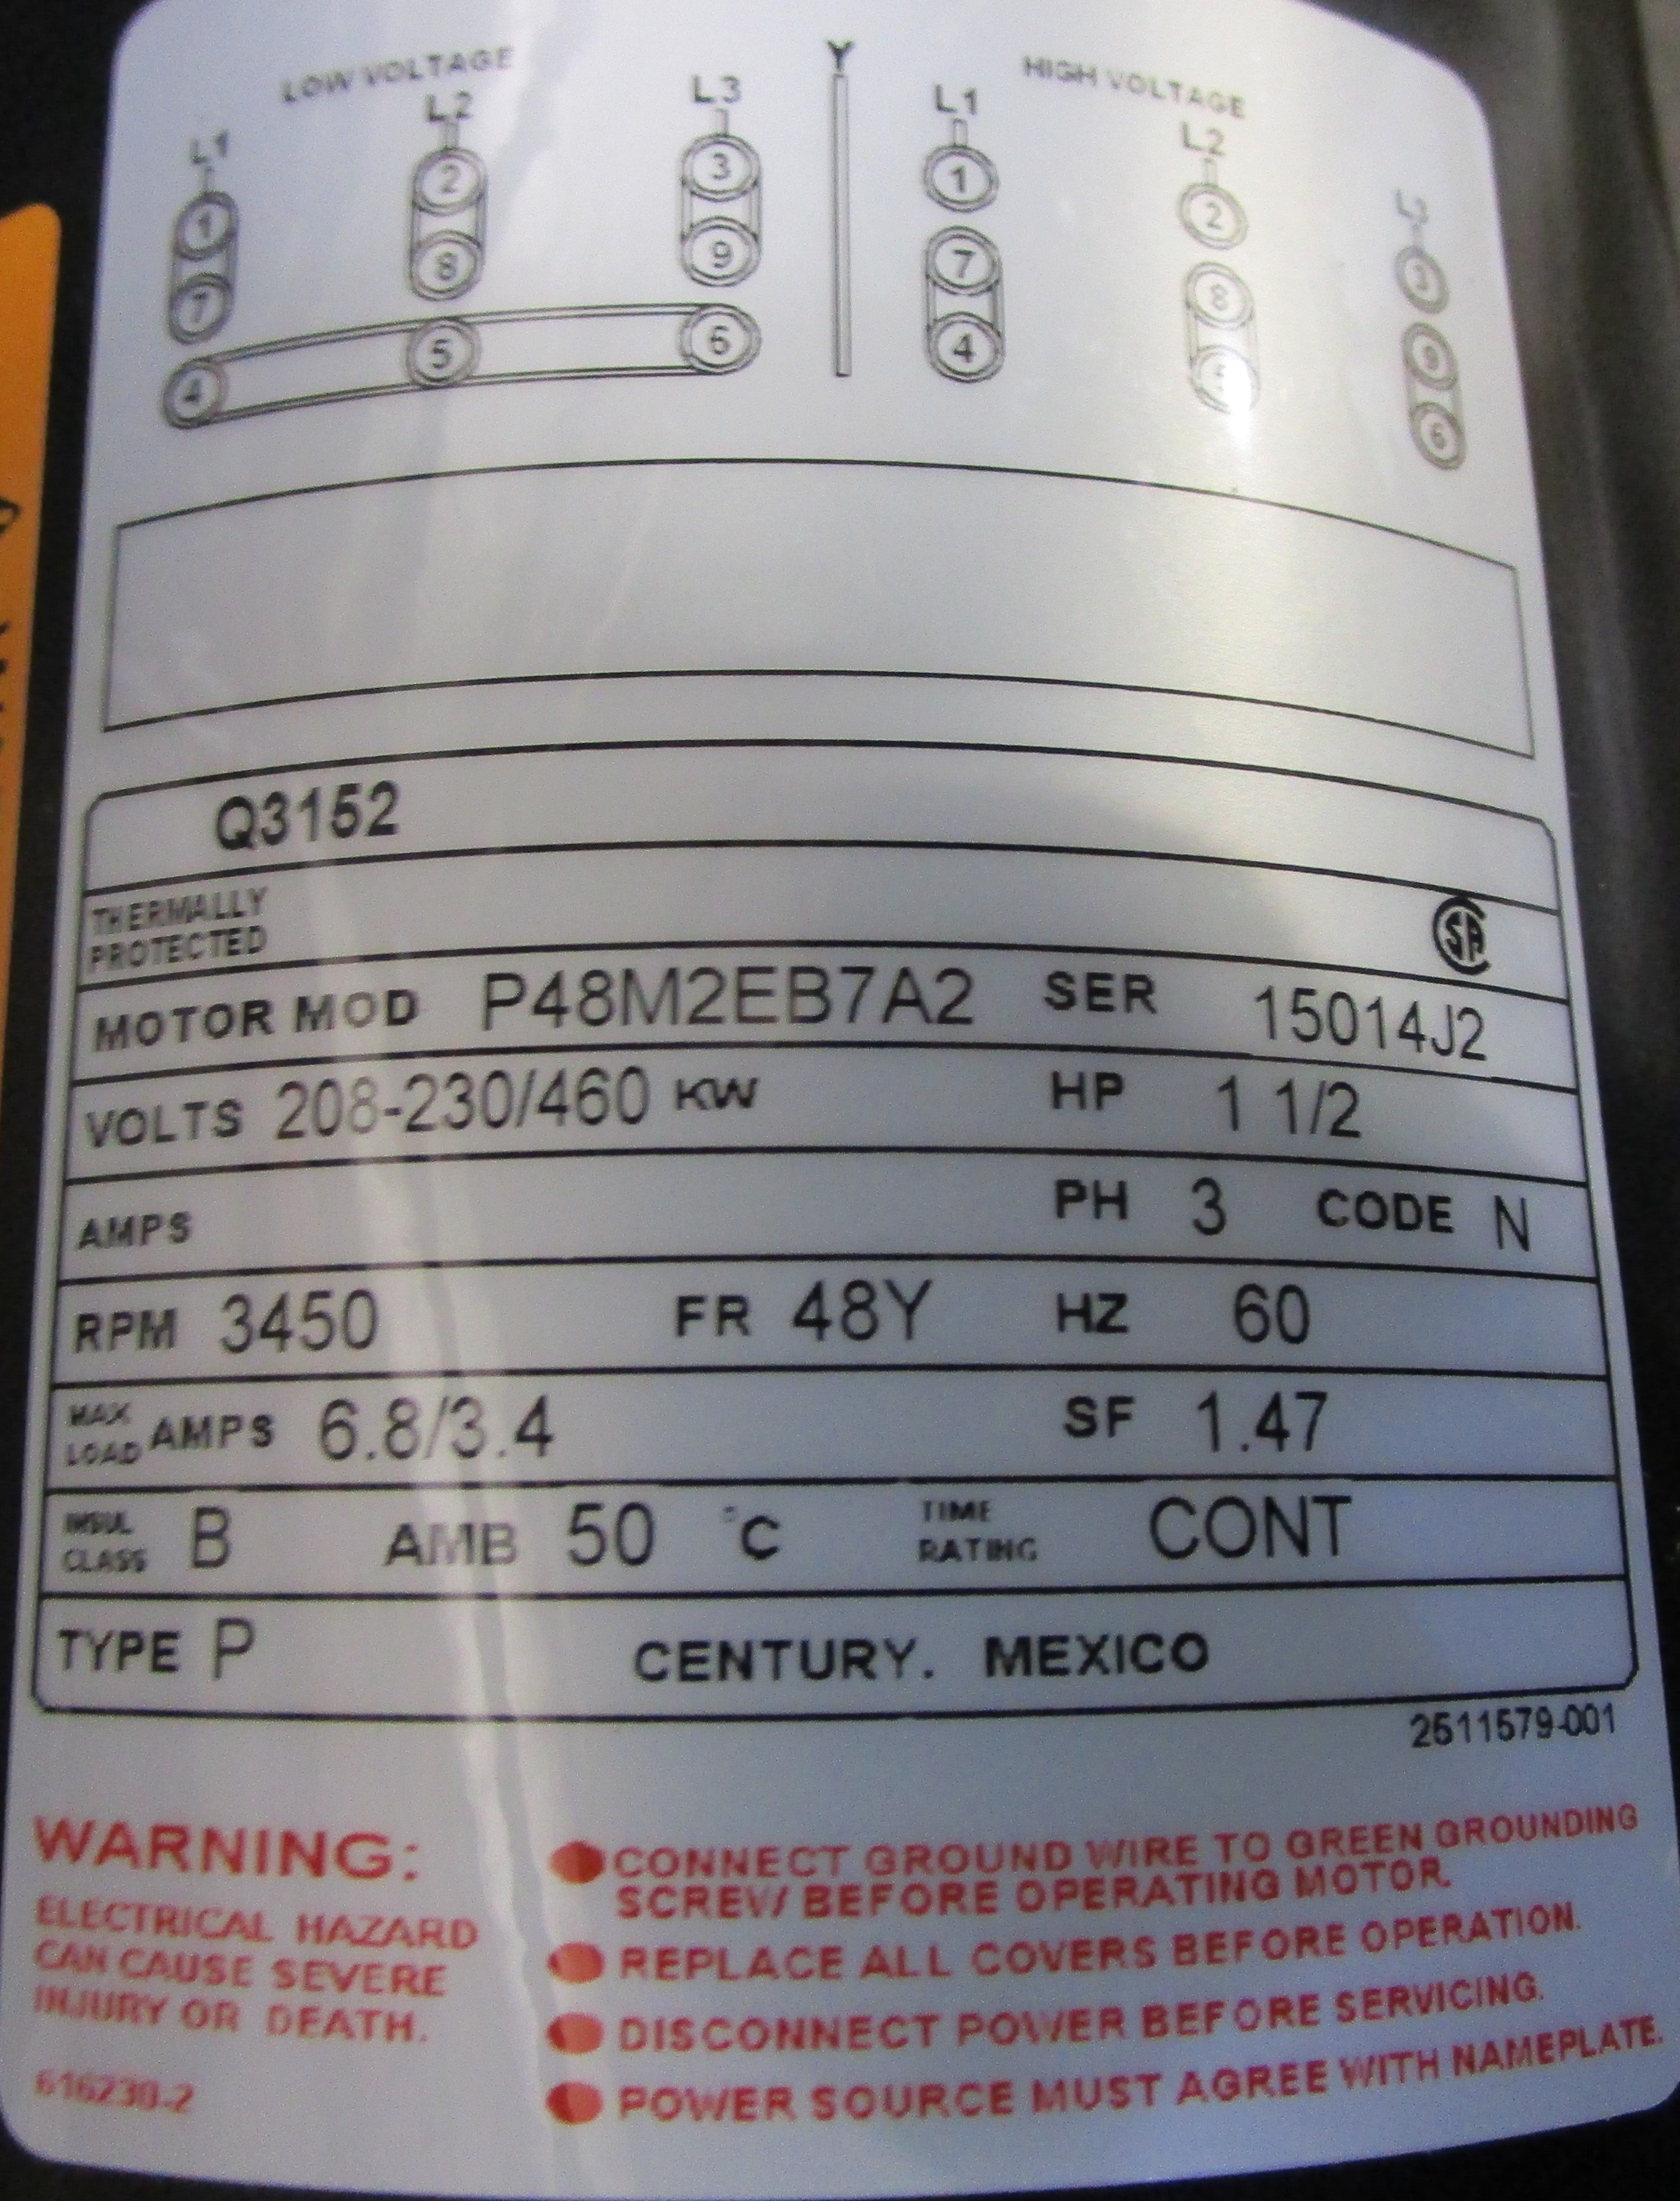 LOW VOLTAGE
Y
HIGH VOLTAGE
L1 L2 L3 L1 L2 L3
1 2 3 1 2 3
7 8 9 7 8 9
4 5 6 4 5 6
Q3152
THERMALLY
PROTECTED
SA
MOTOR MOD P48M2EB7A2 SER 15014J2
VOLTS 208-230/460 KW HP 1 1/2
AMPS PH 3 CODE N
RPM 3450 FR 48Y HZ 60
MAX LOAD AMPS 6.8/3.4 SF 1.47
INSUL CLASS B AMB 50 °C TIME RATING CONT
TYPE P CENTURY. MEXICO
2511579-001
WARNING:
ELECTRICAL HAZARD
CAN CAUSE SEVERE
INJURY OR DEATH.
616230-2
CONNECT GROUND WIRE TO GREEN GROUNDING
SCREW BEFORE OPERATING MOTOR.
REPLACE ALL COVERS BEFORE OPERATION.
DISCONNECT POWER BEFORE SERVICING.
POWER SOURCE MUST AGREE WITH NAMEPLATE.